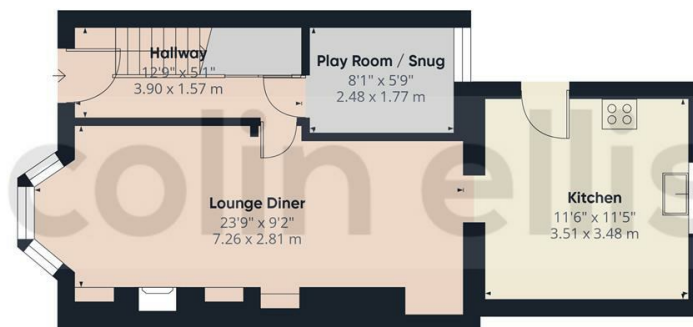 Hallway
12'9" x 5'1"
3.90 x 1.57 m
Play Room / Snug
8'1" x 5'9"
2.48 x 1.77 m
Lounge Diner
23'9" x 9'2"
7.26 x 2.81 m
Kitchen
11'6" x 11'5"
3.51 x 3.48 m
colin ellis